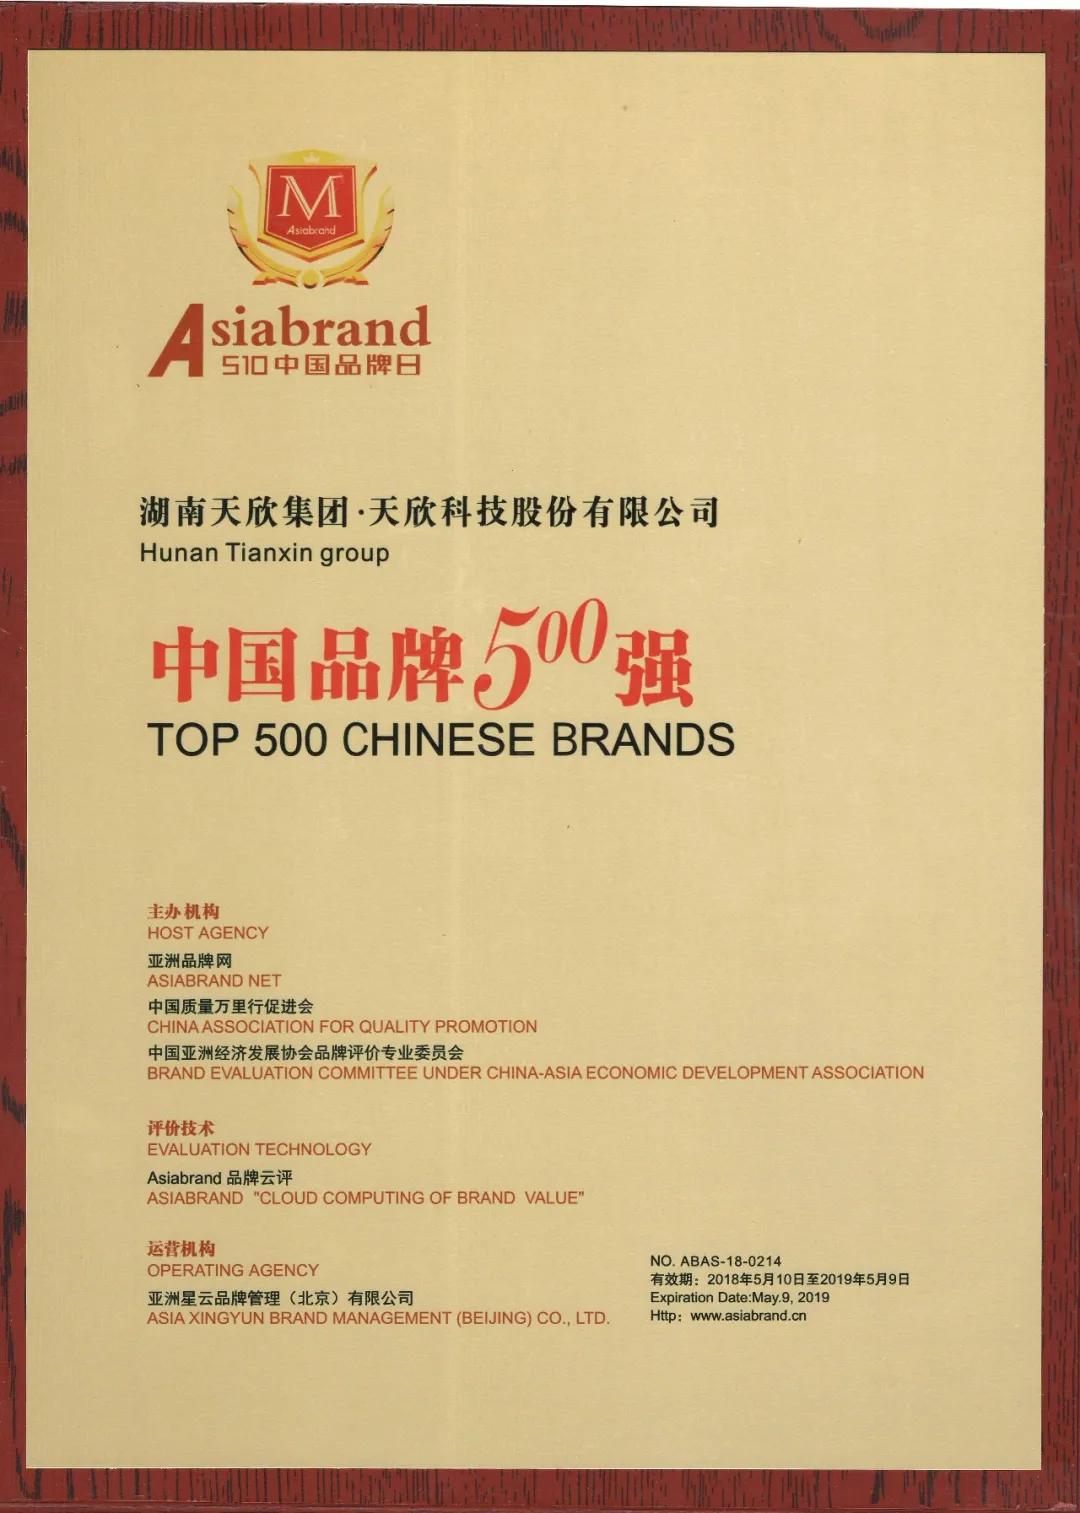 M
Asiabrand
Asiabrand
510中国品牌日
湖南天欣集团·天欣科技股份有限公司
Hunan Tianxin group
中国品牌500强
TOP 500 CHINESE BRANDS
主办机构
HOST AGENCY
亚洲品牌网
ASIABRAND NET
中国质量万里行促进会
CHINA ASSOCIATION FOR QUALITY PROMOTION
中国亚洲经济发展协会品牌评价专业委员会
BRAND EVALUATION COMMITTEE UNDER CHINA-ASIA ECONOMIC DEVELOPMENT ASSOCIATION
评价技术
EVALUATION TECHNOLOGY
Asiabrand 品牌云评
ASIABRAND "CLOUD COMPUTING OF BRAND VALUE"
运营机构
OPERATING AGENCY
亚洲星云品牌管理（北京）有限公司
ASIA XINGYUN BRAND MANAGEMENT (BEIJING) CO., LTD.
NO. ABAS-18-0214
有效期：2018年5月10日至2019年5月9日
Expiration Date:May.9, 2019
Http：www.asiabrand.cn